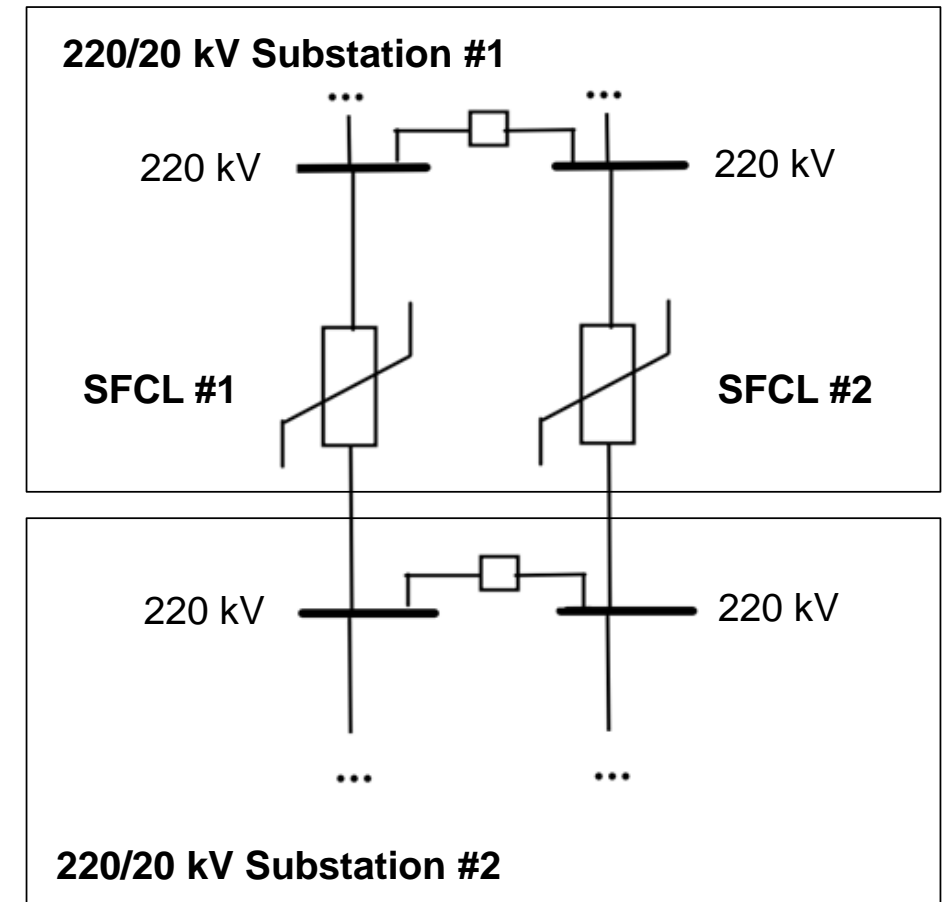 220/20 kV Substation #1
... ...
220 kV 220 kV
SFCL #1 SFCL #2
220 kV 220 kV
... ...
220/20 kV Substation #2